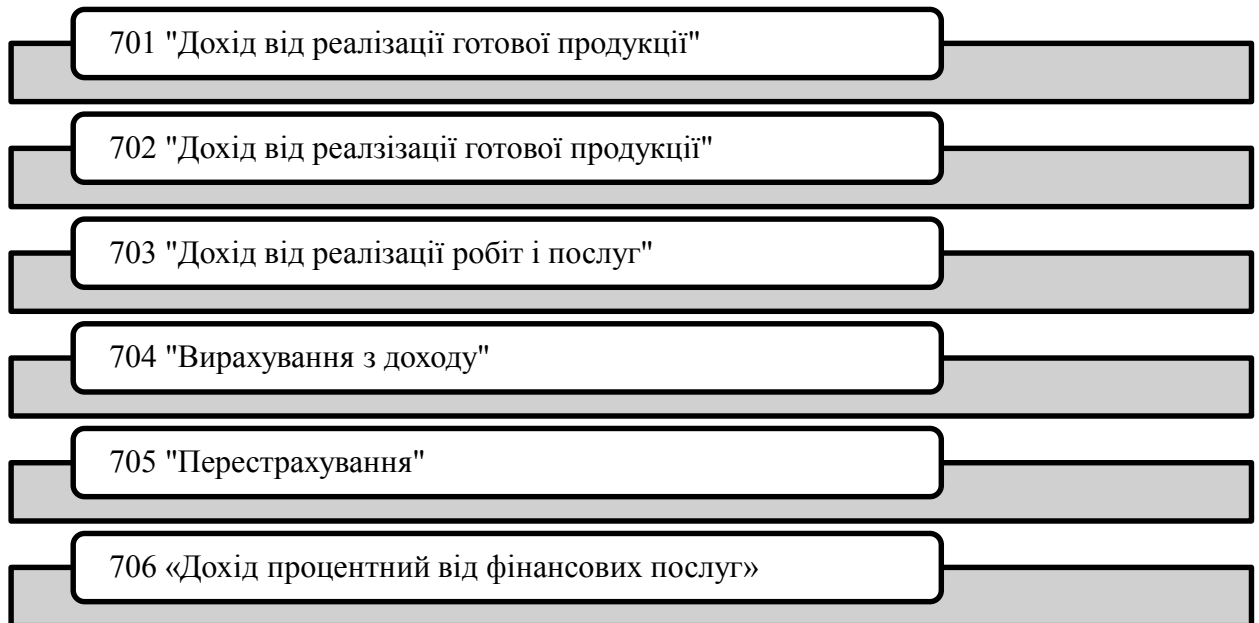 701 "Дохід від реалізації готової продукції"
702 "Дохід від реалзізації готової продукції"
703 "Дохід від реалізації робіт і послуг"
704 "Вирахування з доходу"
705 "Перестрахування"
706 «Дохід процентний від фінансових послуг»